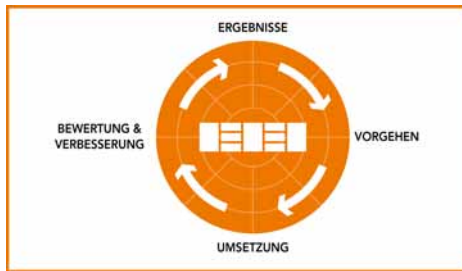 ERGEBNISSE
BEWERTUNG &
VERBESSERUNG
VORGEHEN
UMSETZUNG